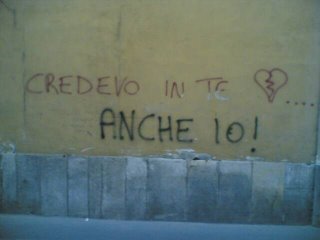 CREDEVO IN TE 💔....
ANCHE IO!